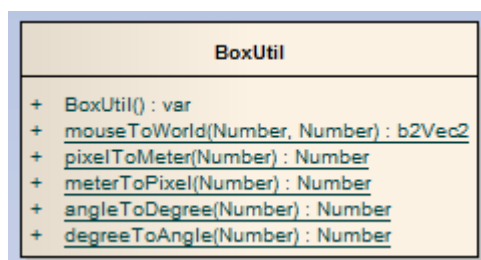 BoxUtil
+ BoxUtil() : var
+ mouseToWorld(Number, Number) : b2Vec2
+ pixelToMeter(Number) : Number
+ meterToPixel(Number) : Number
+ angleToDegree(Number) : Number
+ degreeToAngle(Number) : Number